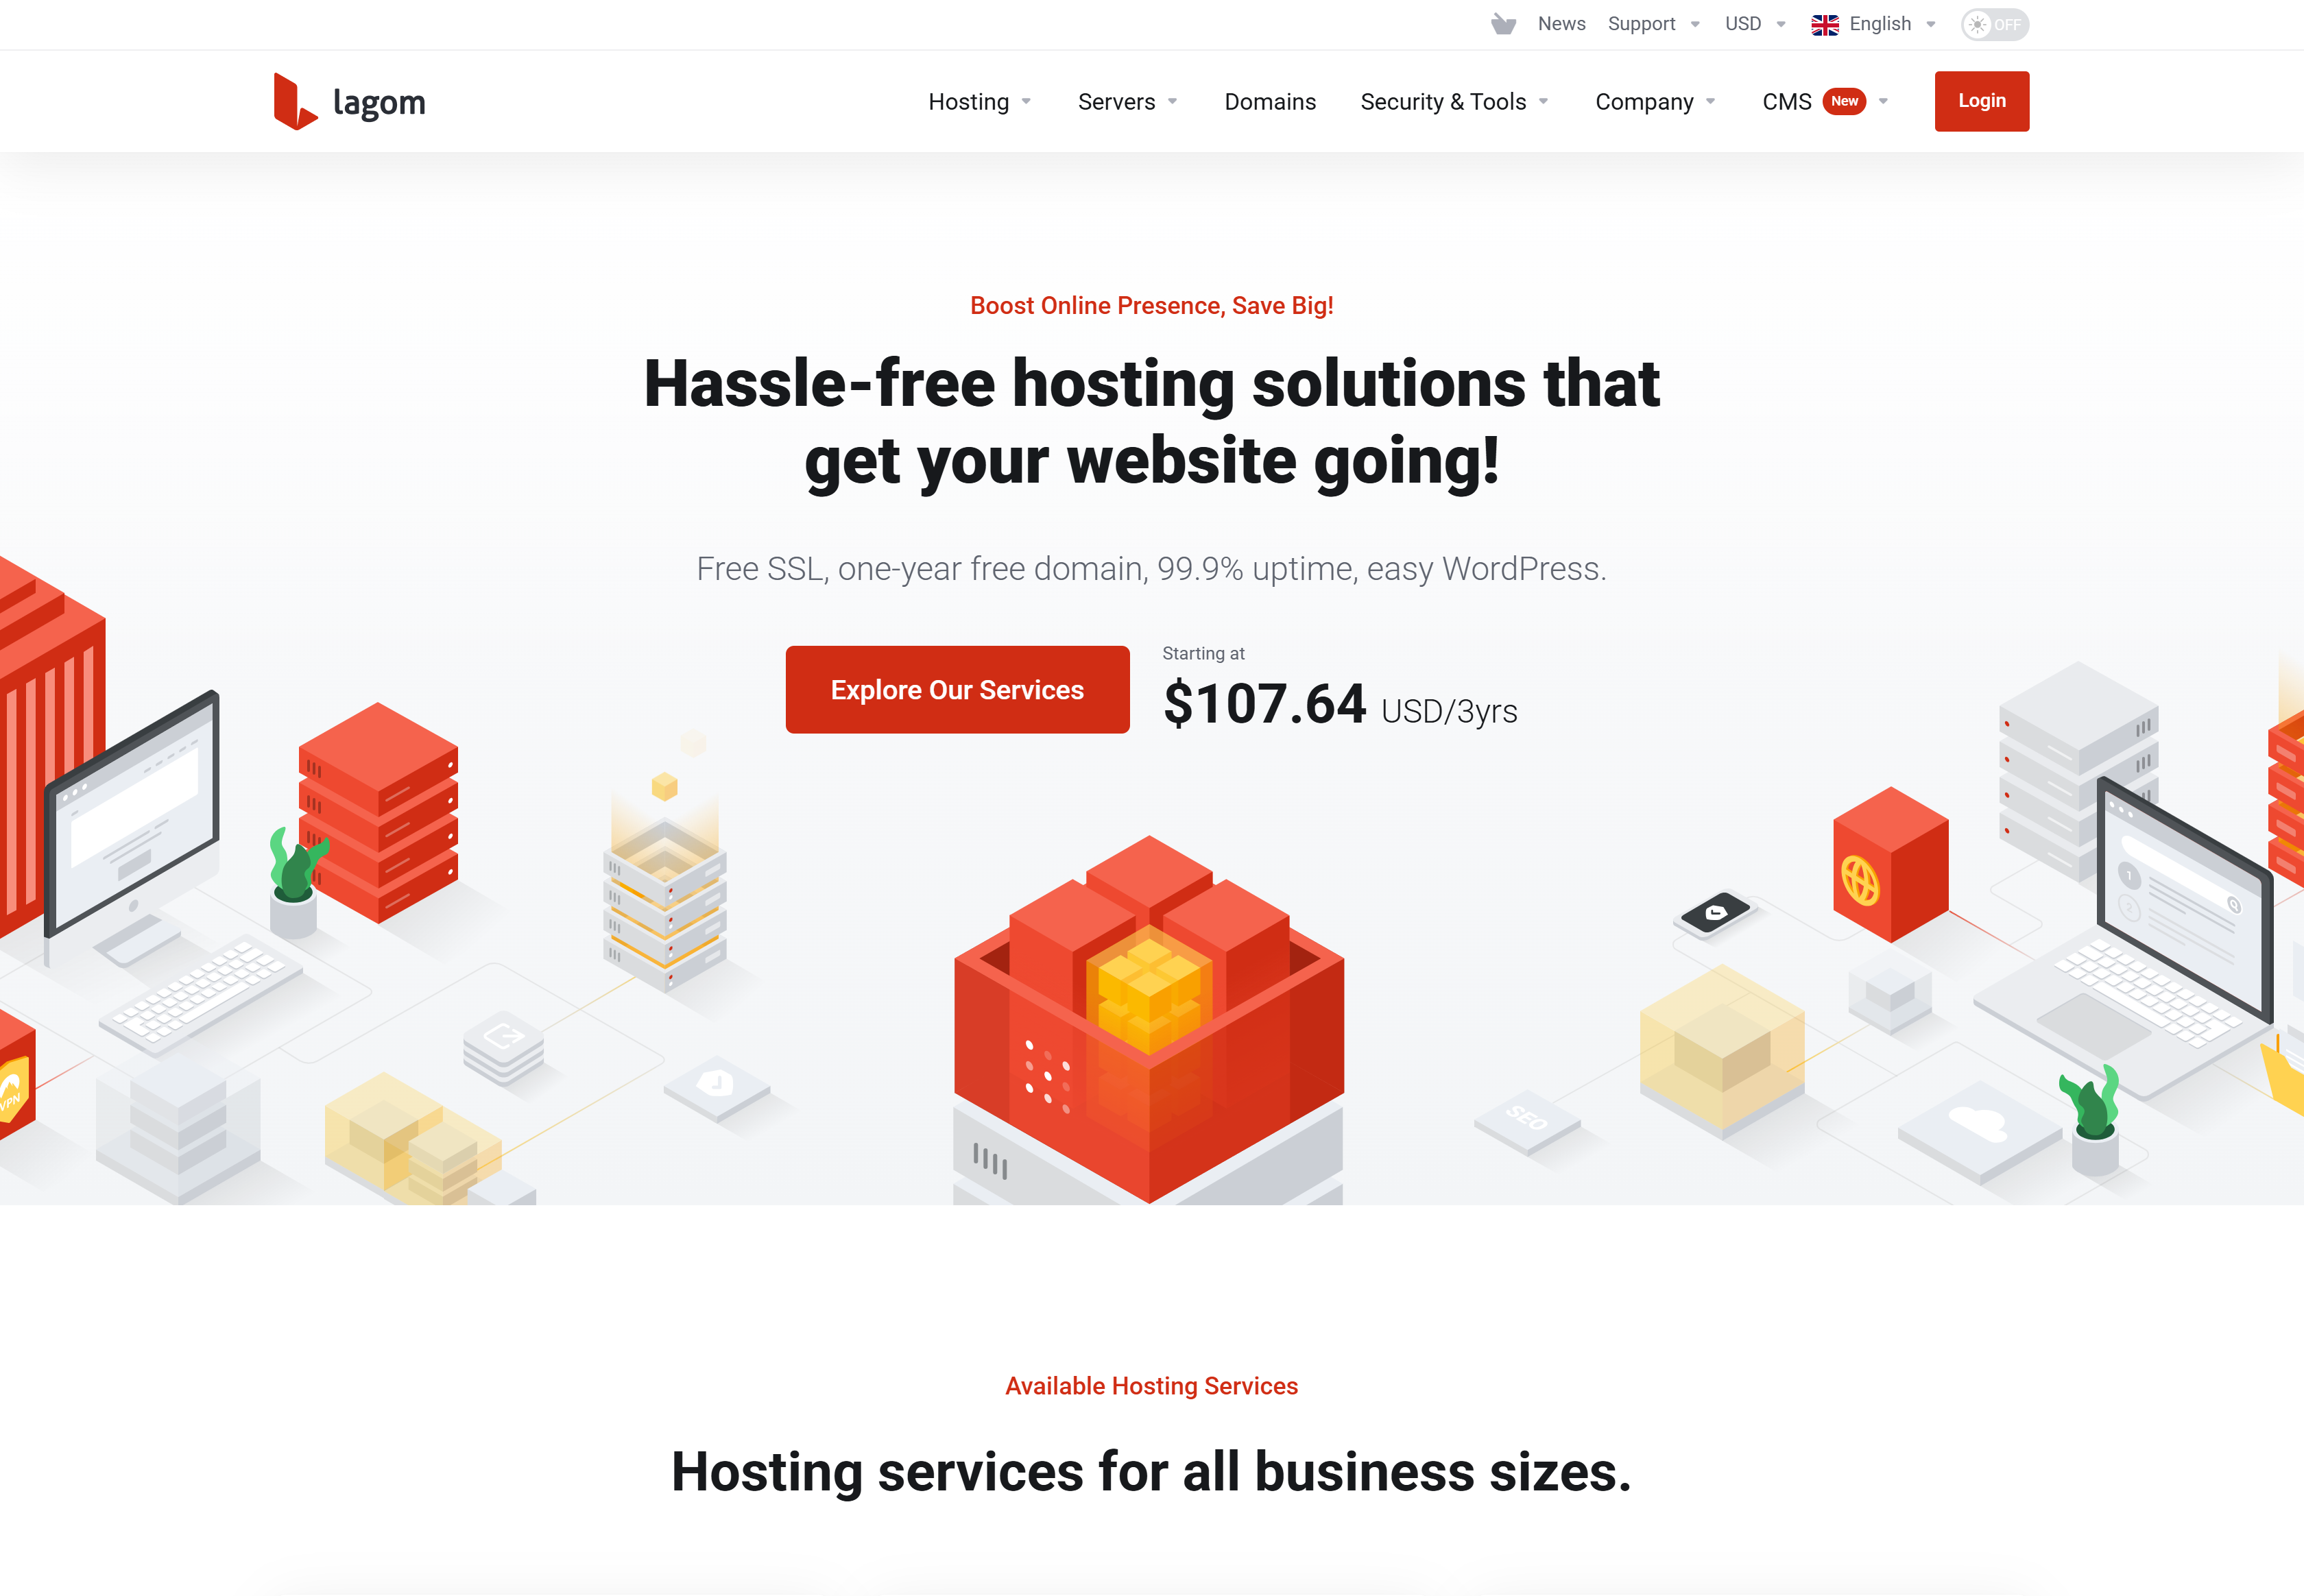 News Support USD English OFF
lagom
Hosting Servers Domains Security & Tools Company CMS New Login
Boost Online Presence, Save Big!
Hassle-free hosting solutions that
get your website going!
Free SSL, one-year free domain, 99.9% uptime, easy WordPress.
Explore Our Services
Starting at
$107.64 USD/3yrs
1
2
VPN
SEO
Available Hosting Services
Hosting services for all business sizes.